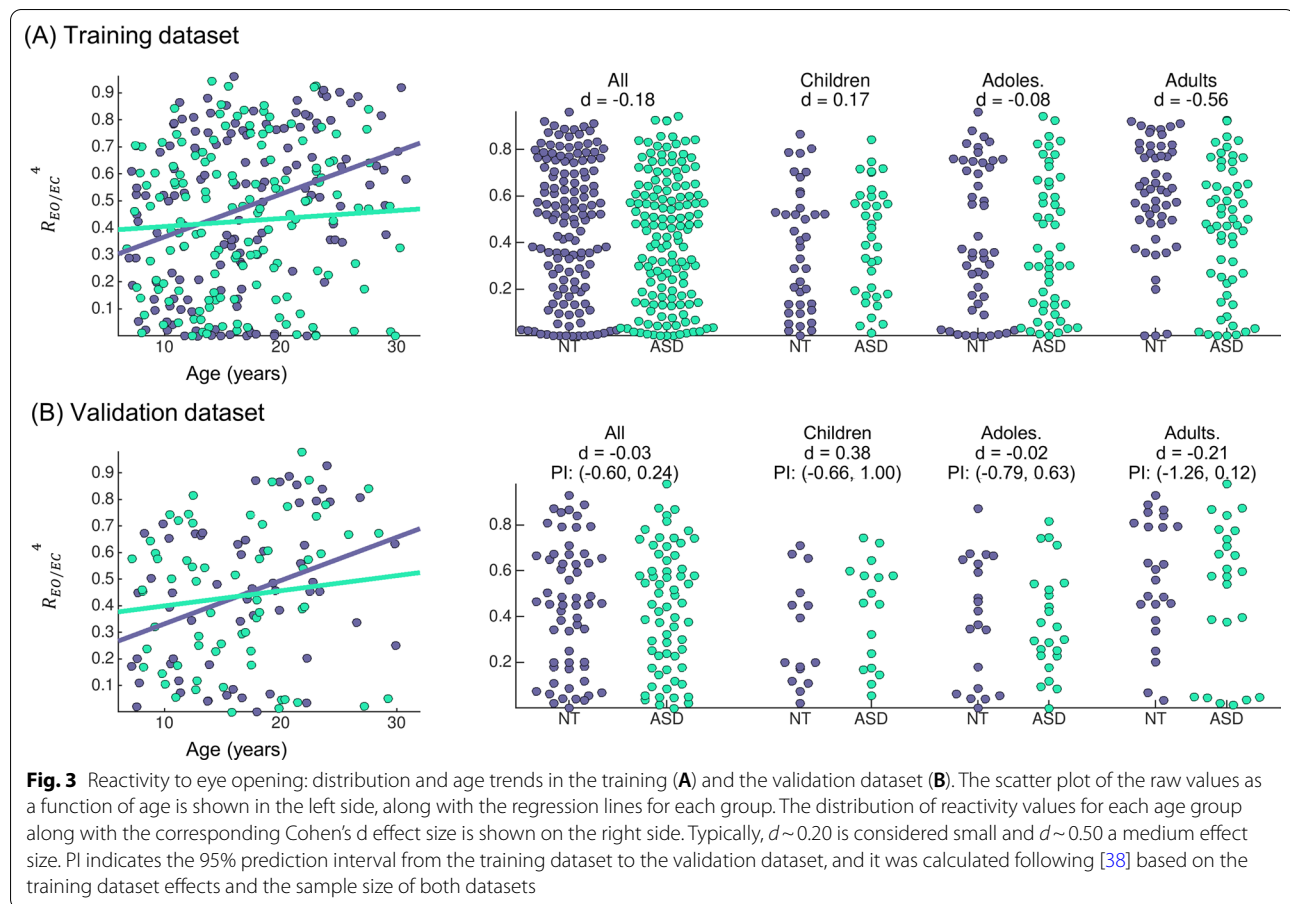 (A) Training dataset
All
d = -0.18
Children
d = 0.17
Adoles.
d = -0.08
Adults
d = -0.56
R EO/EC 4
0.9
0.8
0.7
0.6
0.5
0.4
0.3
0.2
0.1
10 20 30
Age (years)
0.8
0.6
0.4
0.2
NT ASD NT ASD NT ASD NT ASD
(B) Validation dataset
All
d = -0.03
PI: (-0.60, 0.24)
Children
d = 0.38
PI: (-0.66, 1.00)
Adoles.
d = -0.02
PI: (-0.79, 0.63)
Adults.
d = -0.21
PI: (-1.26, 0.12)
R EO/EC 4
0.9
0.8
0.7
0.6
0.5
0.4
0.3
0.2
0.1
10 20 30
Age (years)
0.8
0.6
0.4
0.2
NT ASD NT ASD NT ASD NT ASD
Fig. 3 Reactivity to eye opening: distribution and age trends in the training (A) and the validation dataset (B). The scatter plot of the raw values as
a function of age is shown in the left side, along with the regression lines for each group. The distribution of reactivity values for each age group
along with the corresponding Cohen's d effect size is shown on the right side. Typically, d ~ 0.20 is considered small and d ~ 0.50 a medium effect
size. PI indicates the 95% prediction interval from the training dataset to the validation dataset, and it was calculated following [38] based on the
training dataset effects and the sample size of both datasets